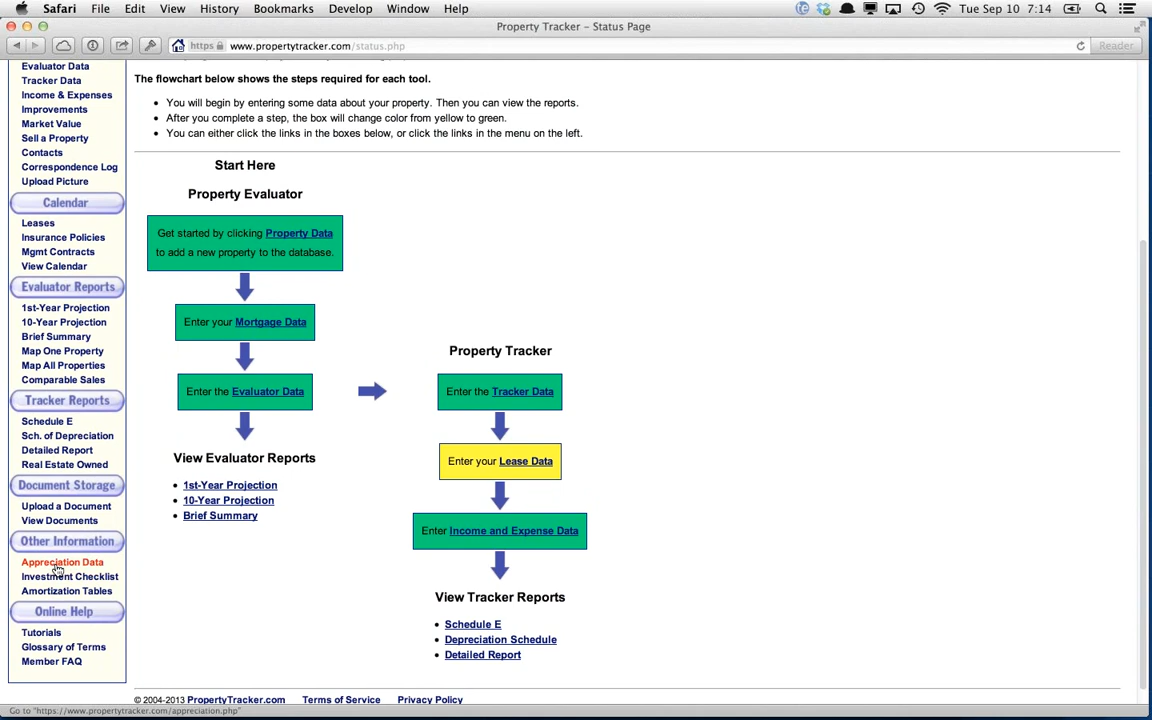 Safari File Edit View History Bookmarks Develop Window Help Tue Sep 10 7:14
Property Tracker - Status Page
https www.propertytracker.com/status.php Reader
Evaluator Data
Tracker Data
Income & Expenses
Improvements
Market Value
Sell a Property
Contacts
Correspondence Log
Upload Picture
Calendar
Leases
Insurance Policies
Mgmt Contracts
View Calendar
Evaluator Reports
1st-Year Projection
10-Year Projection
Brief Summary
Map One Property
Map All Properties
Comparable Sales
Tracker Reports
Schedule E
Sch. of Depreciation
Detailed Report
Real Estate Owned
Document Storage
Upload a Document
View Documents
Other Information
Appreciation Data
Investment Checklist
Amortization Tables
Online Help
Tutorials
Glossary of Terms
Member FAQ
The flowchart below shows the steps required for each tool.
• You will begin by entering some data about your property. Then you can view the reports.
• After you complete a step, the box will change color from yellow to green.
• You can either click the links in the boxes below, or click the links in the menu on the left.
Start Here
Property Evaluator
Get started by clicking Property Data
to add a new property to the database.
Enter your Mortgage Data
Enter the Evaluator Data
View Evaluator Reports
• 1st-Year Projection
• 10-Year Projection
• Brief Summary
Property Tracker
Enter the Tracker Data
Enter your Lease Data
Enter Income and Expense Data
View Tracker Reports
• Schedule E
• Depreciation Schedule
• Detailed Report
© 2004-2013 PropertyTracker.com Terms of Service Privacy Policy
Go to "https://www.propertytracker.com/appreciation.php"